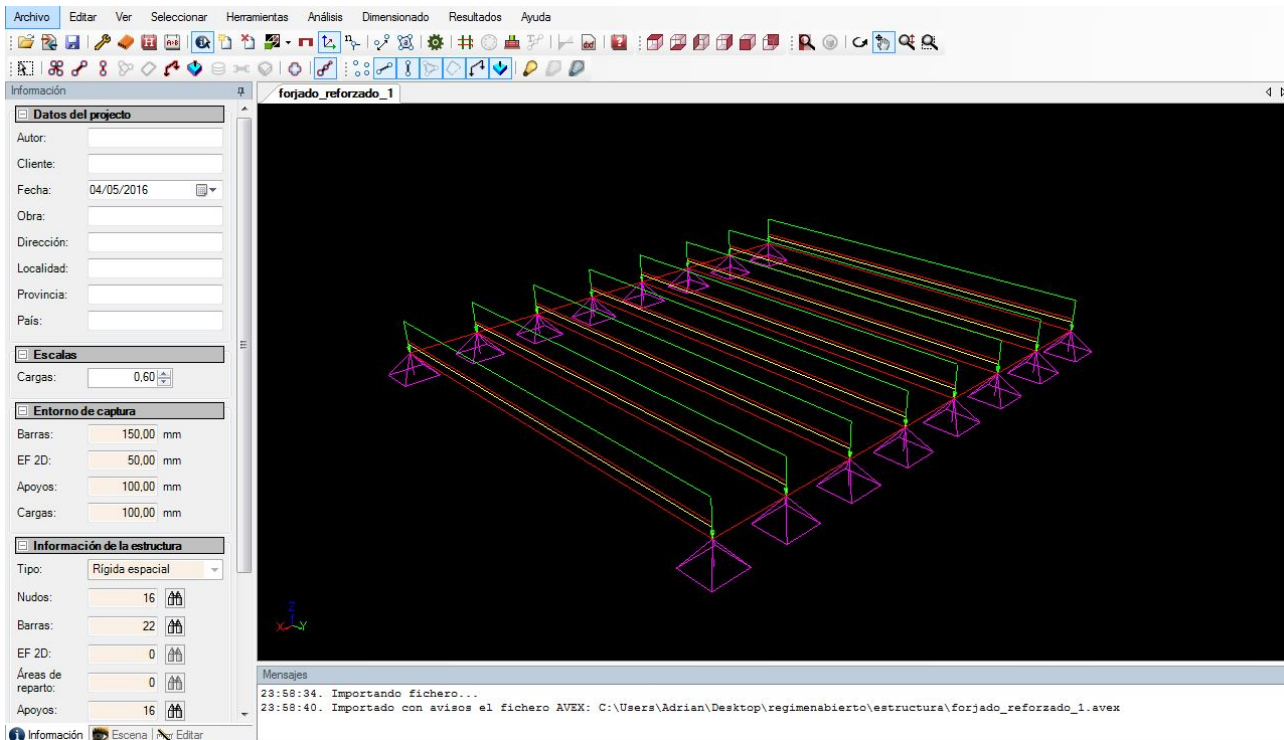 Archivo Editar Ver Seleccionar Herramientas Análisis Dimensionado Resultados Ayuda
Información
forjado_reforzado_1
Datos del projecto
Autor:
Cliente:
Fecha: 04/05/2016
Obra:
Dirección:
Localidad:
Provincia:
País:
Escalas
Cargas: 0,60
Entorno de captura
Barras: 150,00 mm
EF 2D: 50,00 mm
Apoyos: 100,00 mm
Cargas: 100,00 mm
Información de la estructura
Tipo: Rígida espacial
Nudos: 16
Barras: 22
EF 2D: 0
Áreas de
reparto: 0
Apoyos: 16
Z
X Y
Mensajes
23:58:34. Importando fichero...
23:58:40. Importado con avisos el fichero AVEX: C:\Users\Adrian\Desktop\regimenabierto\estructura\forjado_reforzado_1.avex
Información Escena Editar